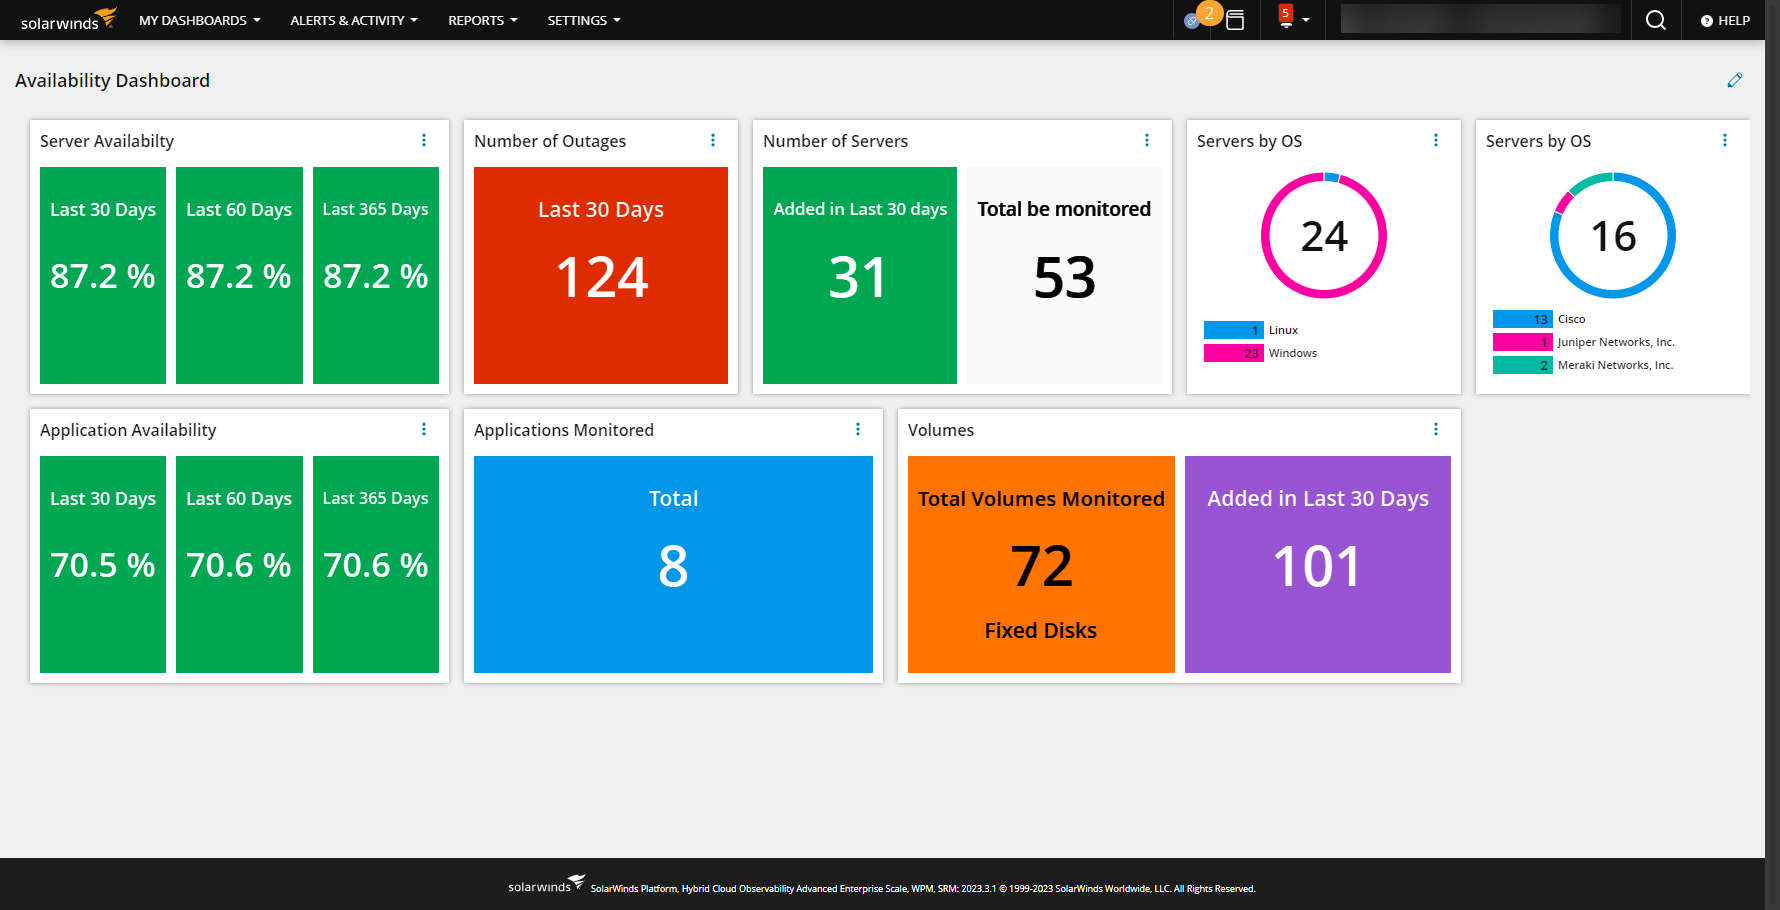 solarwinds MY DASHBOARDS ALERTS & ACTIVITY REPORTS SETTINGS 2 5 HELP
Availability Dashboard
Server Availabilty
Last 30 Days Last 60 Days Last 365 Days
87.2 % 87.2 % 87.2 %
Number of Outages
Last 30 Days
124
Number of Servers
Added in Last 30 days Total be monitored
31 53
Servers by OS
24
1 Linux
23 Windows
Servers by OS
16
13 Cisco
1 Juniper Networks, Inc.
2 Meraki Networks, Inc.
Application Availability
Last 30 Days Last 60 Days Last 365 Days
70.5 % 70.6 % 70.6 %
Applications Monitored
Total
8
Volumes
Total Volumes Monitored Added in Last 30 Days
72 101
Fixed Disks
solarwinds SolarWinds Platform, Hybrid Cloud Observability Advanced Enterprise Scale, WPM, SRM: 2023.3.1 © 1999-2023 SolarWinds Worldwide, LLC. All Rights Reserved.